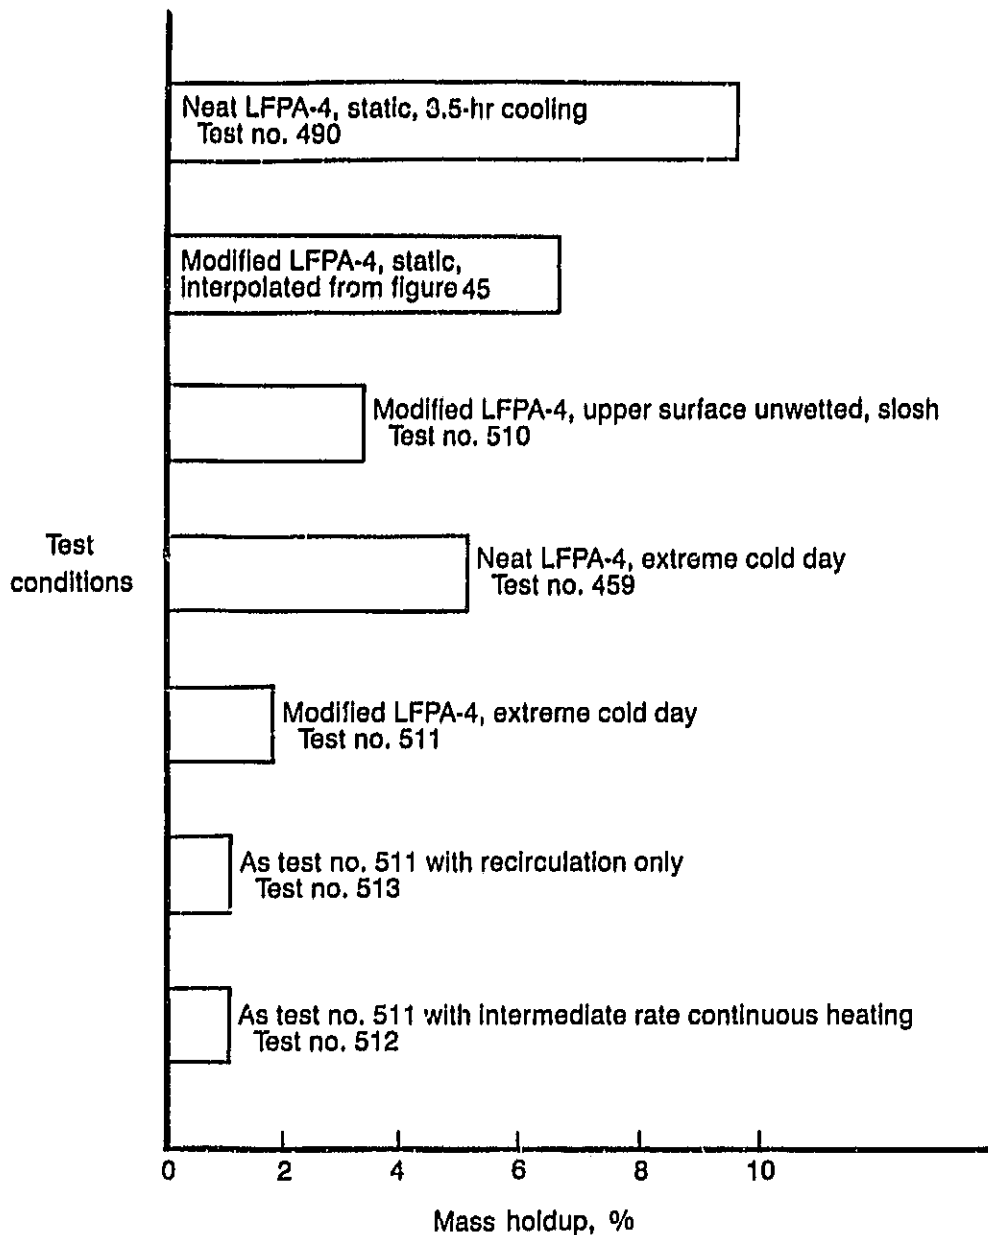 Neat LFPA-4, static, 3.5-hr cooling
Test no. 490
Modified LFPA-4, static,
interpolated from figure 45
Modified LFPA-4, upper surface unwetted, slosh
Test no. 510
Test
conditions
Neat LFPA-4, extreme cold day
Test no. 459
Modified LFPA-4, extreme cold day
Test no. 511
As test no. 511 with recirculation only
Test no. 513
As test no. 511 with intermediate rate continuous heating
Test no. 512
0 2 4 6 8 10
Mass holdup, %